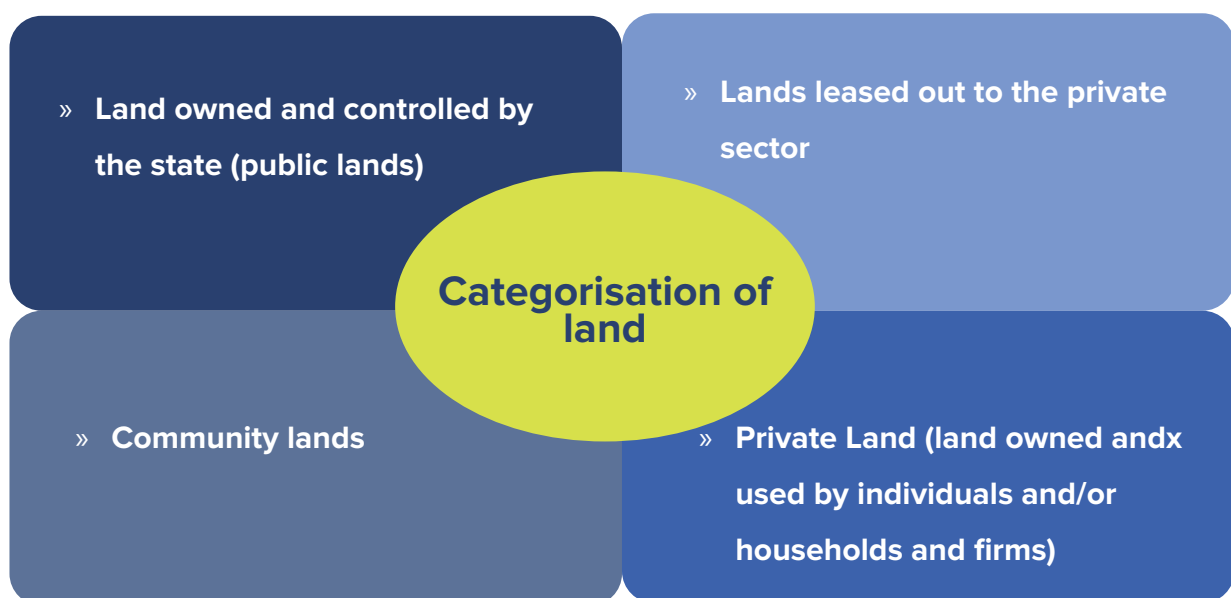 » Land owned and controlled by
the state (public lands)
» Lands leased out to the private
sector
Categorisation of
land
» Community lands
» Private Land (land owned andx
used by individuals and/or
households and firms)